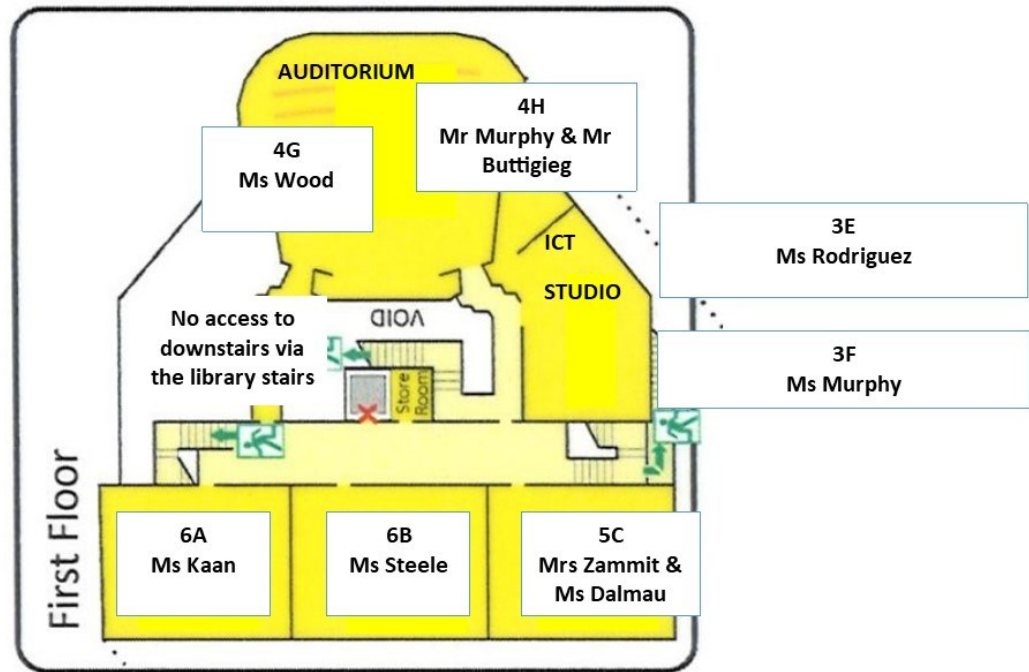 AUDITORIUM
4H
Mr Murphy & Mr
Buttigieg
4G
Ms Wood
3E
Ms Rodriguez
ICT
STUDIO
No access to
downstairs via
the library stairs
VOID
3F
Ms Murphy
Store
Room
First Floor
6A
Ms Kaan
6B
Ms Steele
5C
Mrs Zammit &
Ms Dalmau